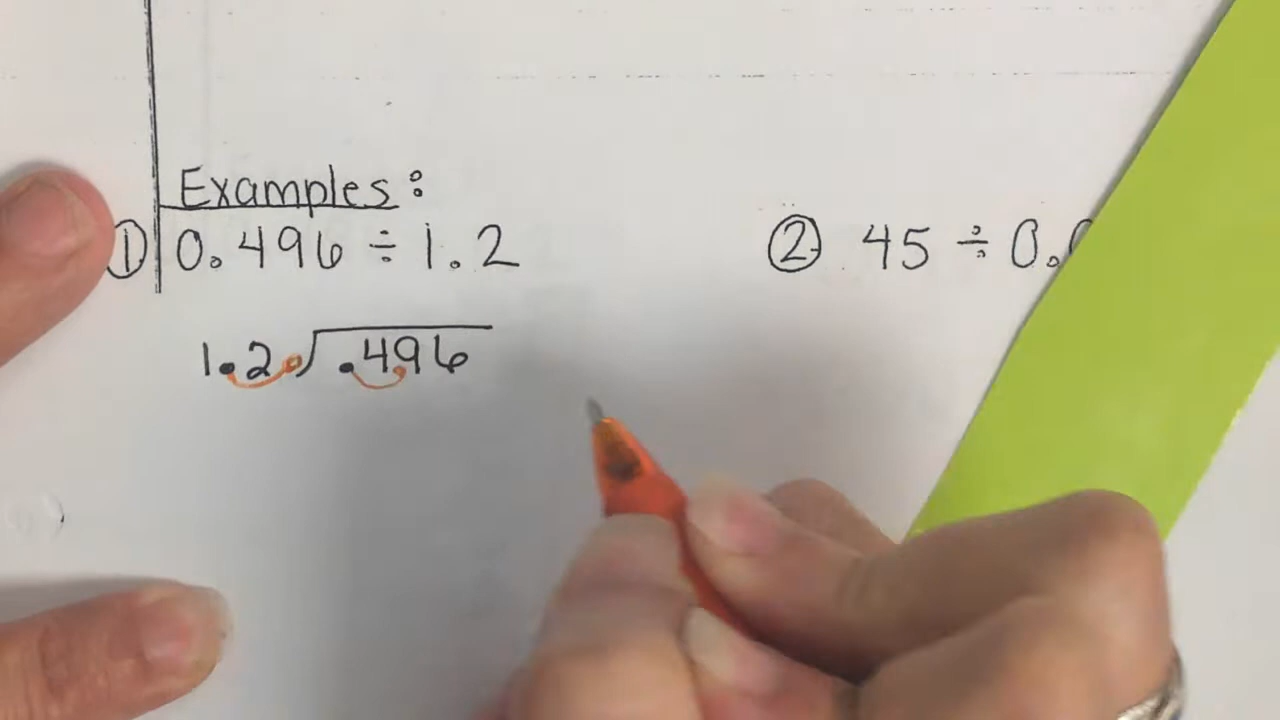 Examples:
① 0.496 ÷ 1.2
② 45 ÷ 0.
1.2 ⟌ .496